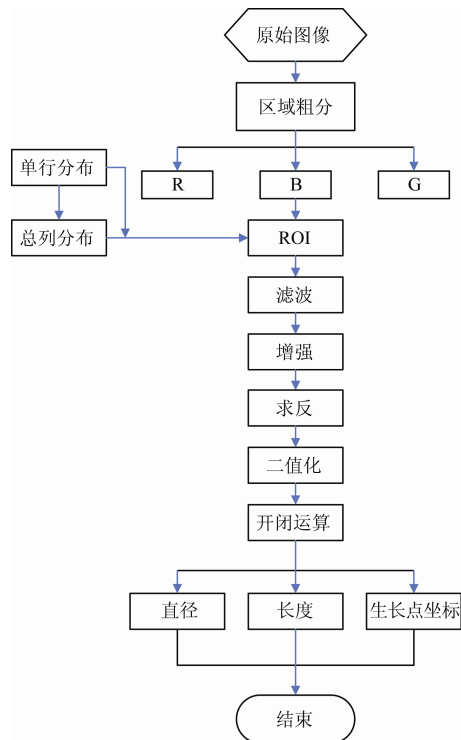 原始图像
区域粗分
单行分布
R
B
G
总列分布
ROI
滤波
增强
求反
二值化
开闭运算
直径
长度
生长点坐标
结束